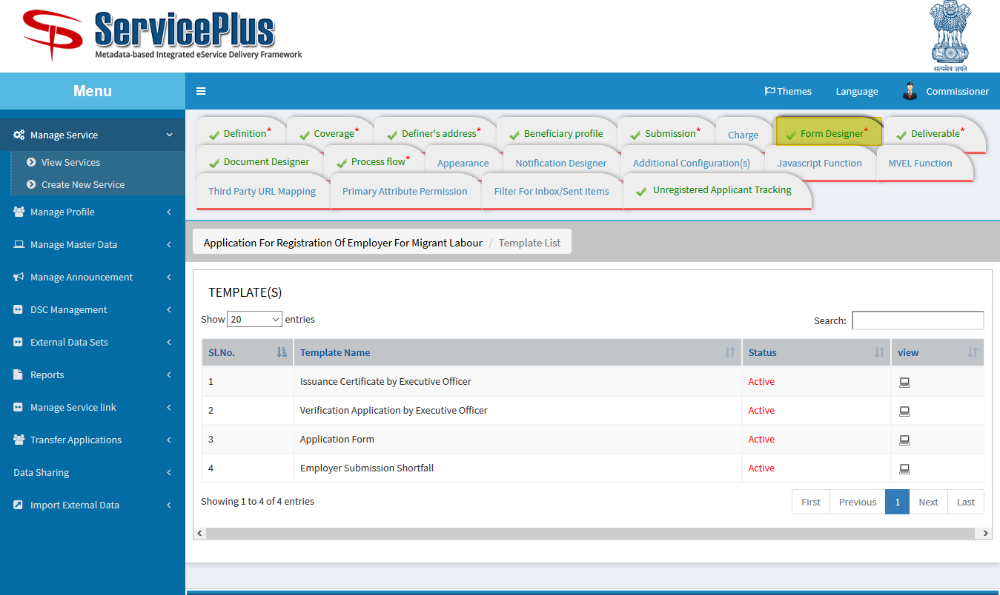 ServicePlus
Metadata-based Integrated eService Delivery Framework
सत्यमेव जयते
Menu
Themes Language Commissioner
Manage Service
View Services
Create New Service
Manage Profile
Manage Master Data
Manage Announcement
DSC Management
External Data Sets
Reports
Manage Service link
Transfer Applications
Data Sharing
Import External Data
Definition* Coverage* Definer's address* Beneficiary profile Submission* Charge Form Designer* Deliverable*
Document Designer Process flow* Appearance Notification Designer Additional Configuration(s) Javascript Function MVEL Function
Third Party URL Mapping Primary Attribute Permission Filter For Inbox/Sent Items Unregistered Applicant Tracking
Application For Registration Of Employer For Migrant Labour / Template List
TEMPLATE(S)
Show 20 entries Search:
Sl.No. Template Name Status view
1 Issuance Certificate by Executive Officer Active
2 Verification Application by Executive Officer Active
3 Application Form Active
4 Employer Submission Shortfall Active
Showing 1 to 4 of 4 entries First Previous 1 Next Last